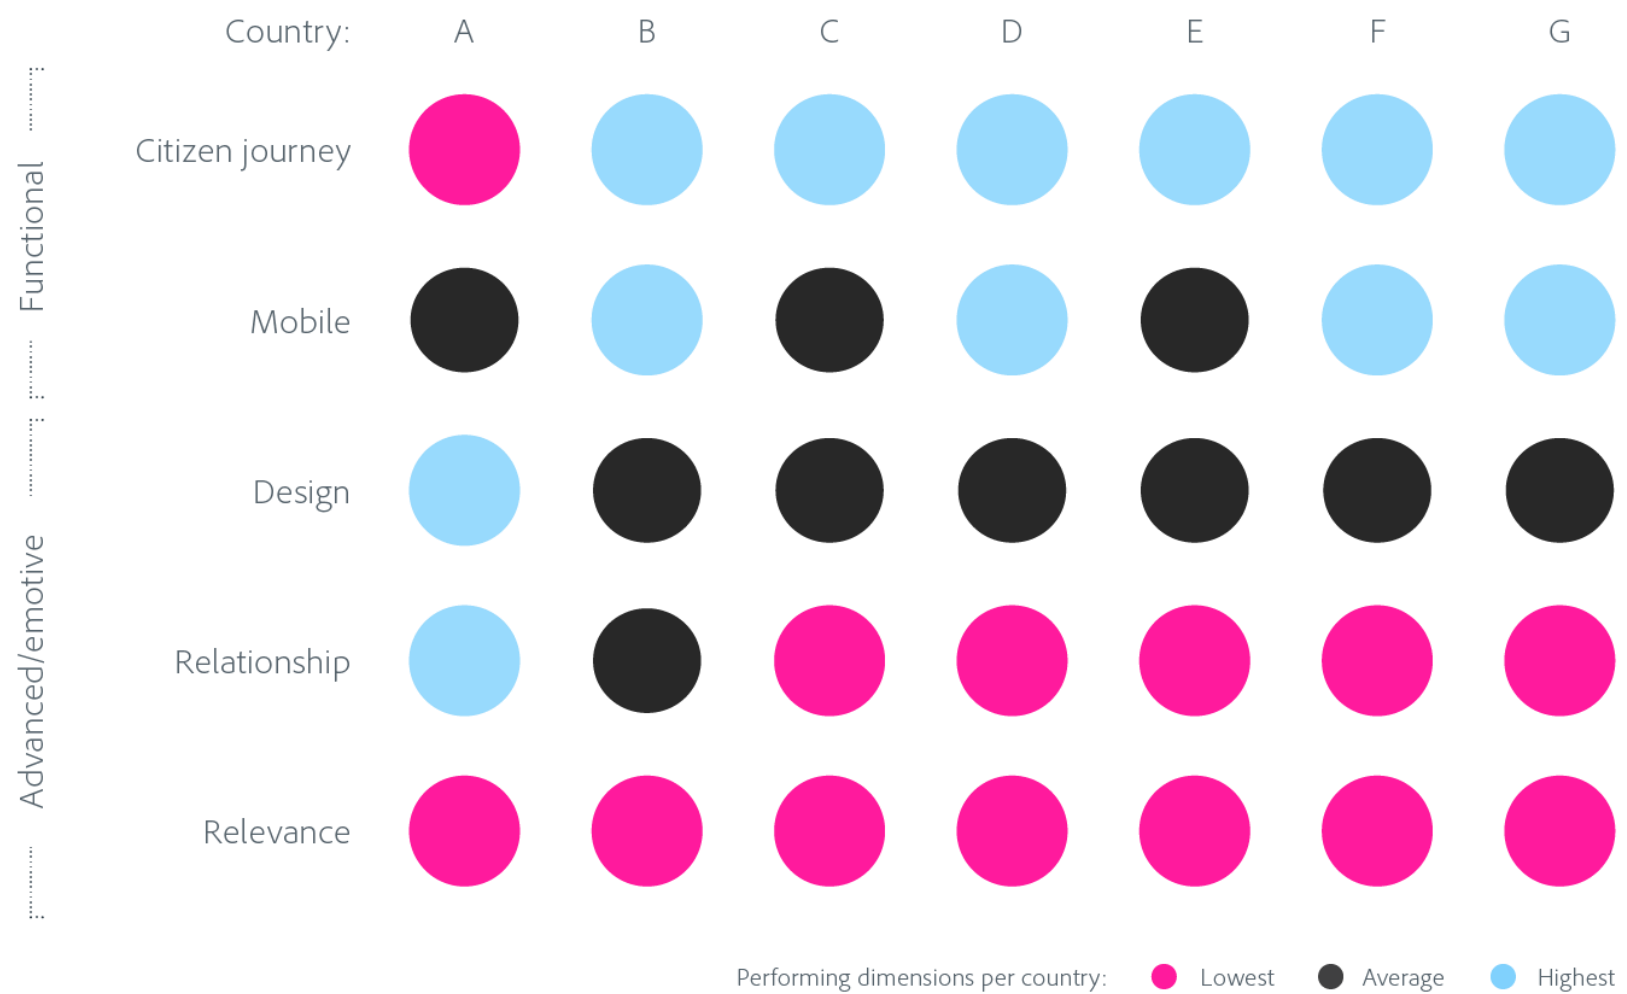 Country: A B C D E F G
Functional
Citizen journey
Mobile
Advanced/emotive
Design
Relationship
Relevance
Performing dimensions per country: Lowest Average Highest